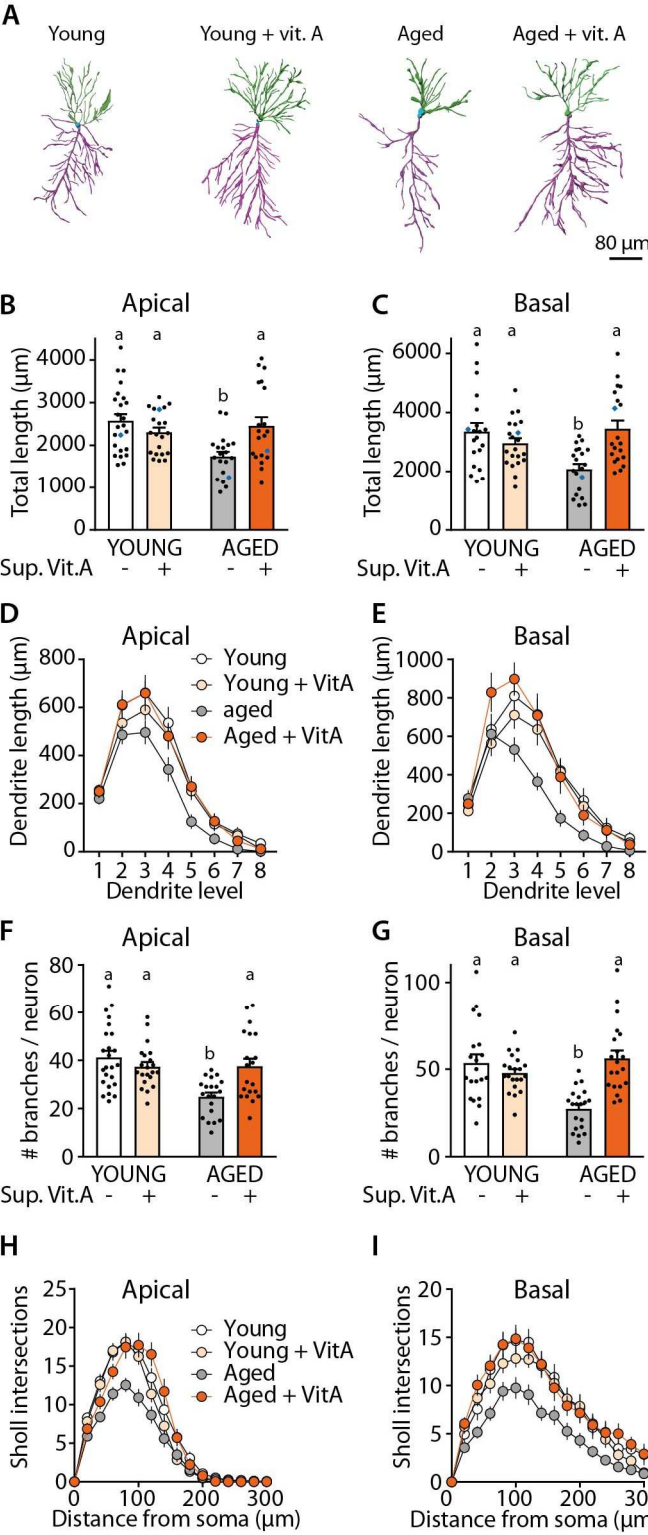 A
Young Young + vit. A Aged Aged + vit. A
80 µm
B Apical
a a b a
Total length (µm)
4000
3000
2000
1000
0
YOUNG AGED
Sup. Vit.A - + - +
C Basal
a a b a
Total length (µm)
6000
4000
2000
0
YOUNG AGED
Sup. Vit.A - + - +
D Apical
Dendrite length (µm)
800
600
400
200
0
1 2 3 4 5 6 7 8
Dendrite level
Young
Young + VitA
aged
Aged + VitA
E Basal
Dendrite length (µm)
1000
800
600
400
200
0
1 2 3 4 5 6 7 8
Dendrite level
F Apical
a a b a
# branches / neuron
80
60
40
20
0
YOUNG AGED
Sup. Vit.A - + - +
G Basal
a a b a
# branches / neuron
100
50
0
YOUNG AGED
Sup. Vit.A - + - +
H Apical
Sholl intersections
25
20
15
10
5
0
0 100 200 300
Distance from soma (µm)
Young
Young + VitA
Aged
Aged + VitA
I Basal
Sholl intersections
20
15
10
5
0
0 100 200 30
Distance from soma (µm